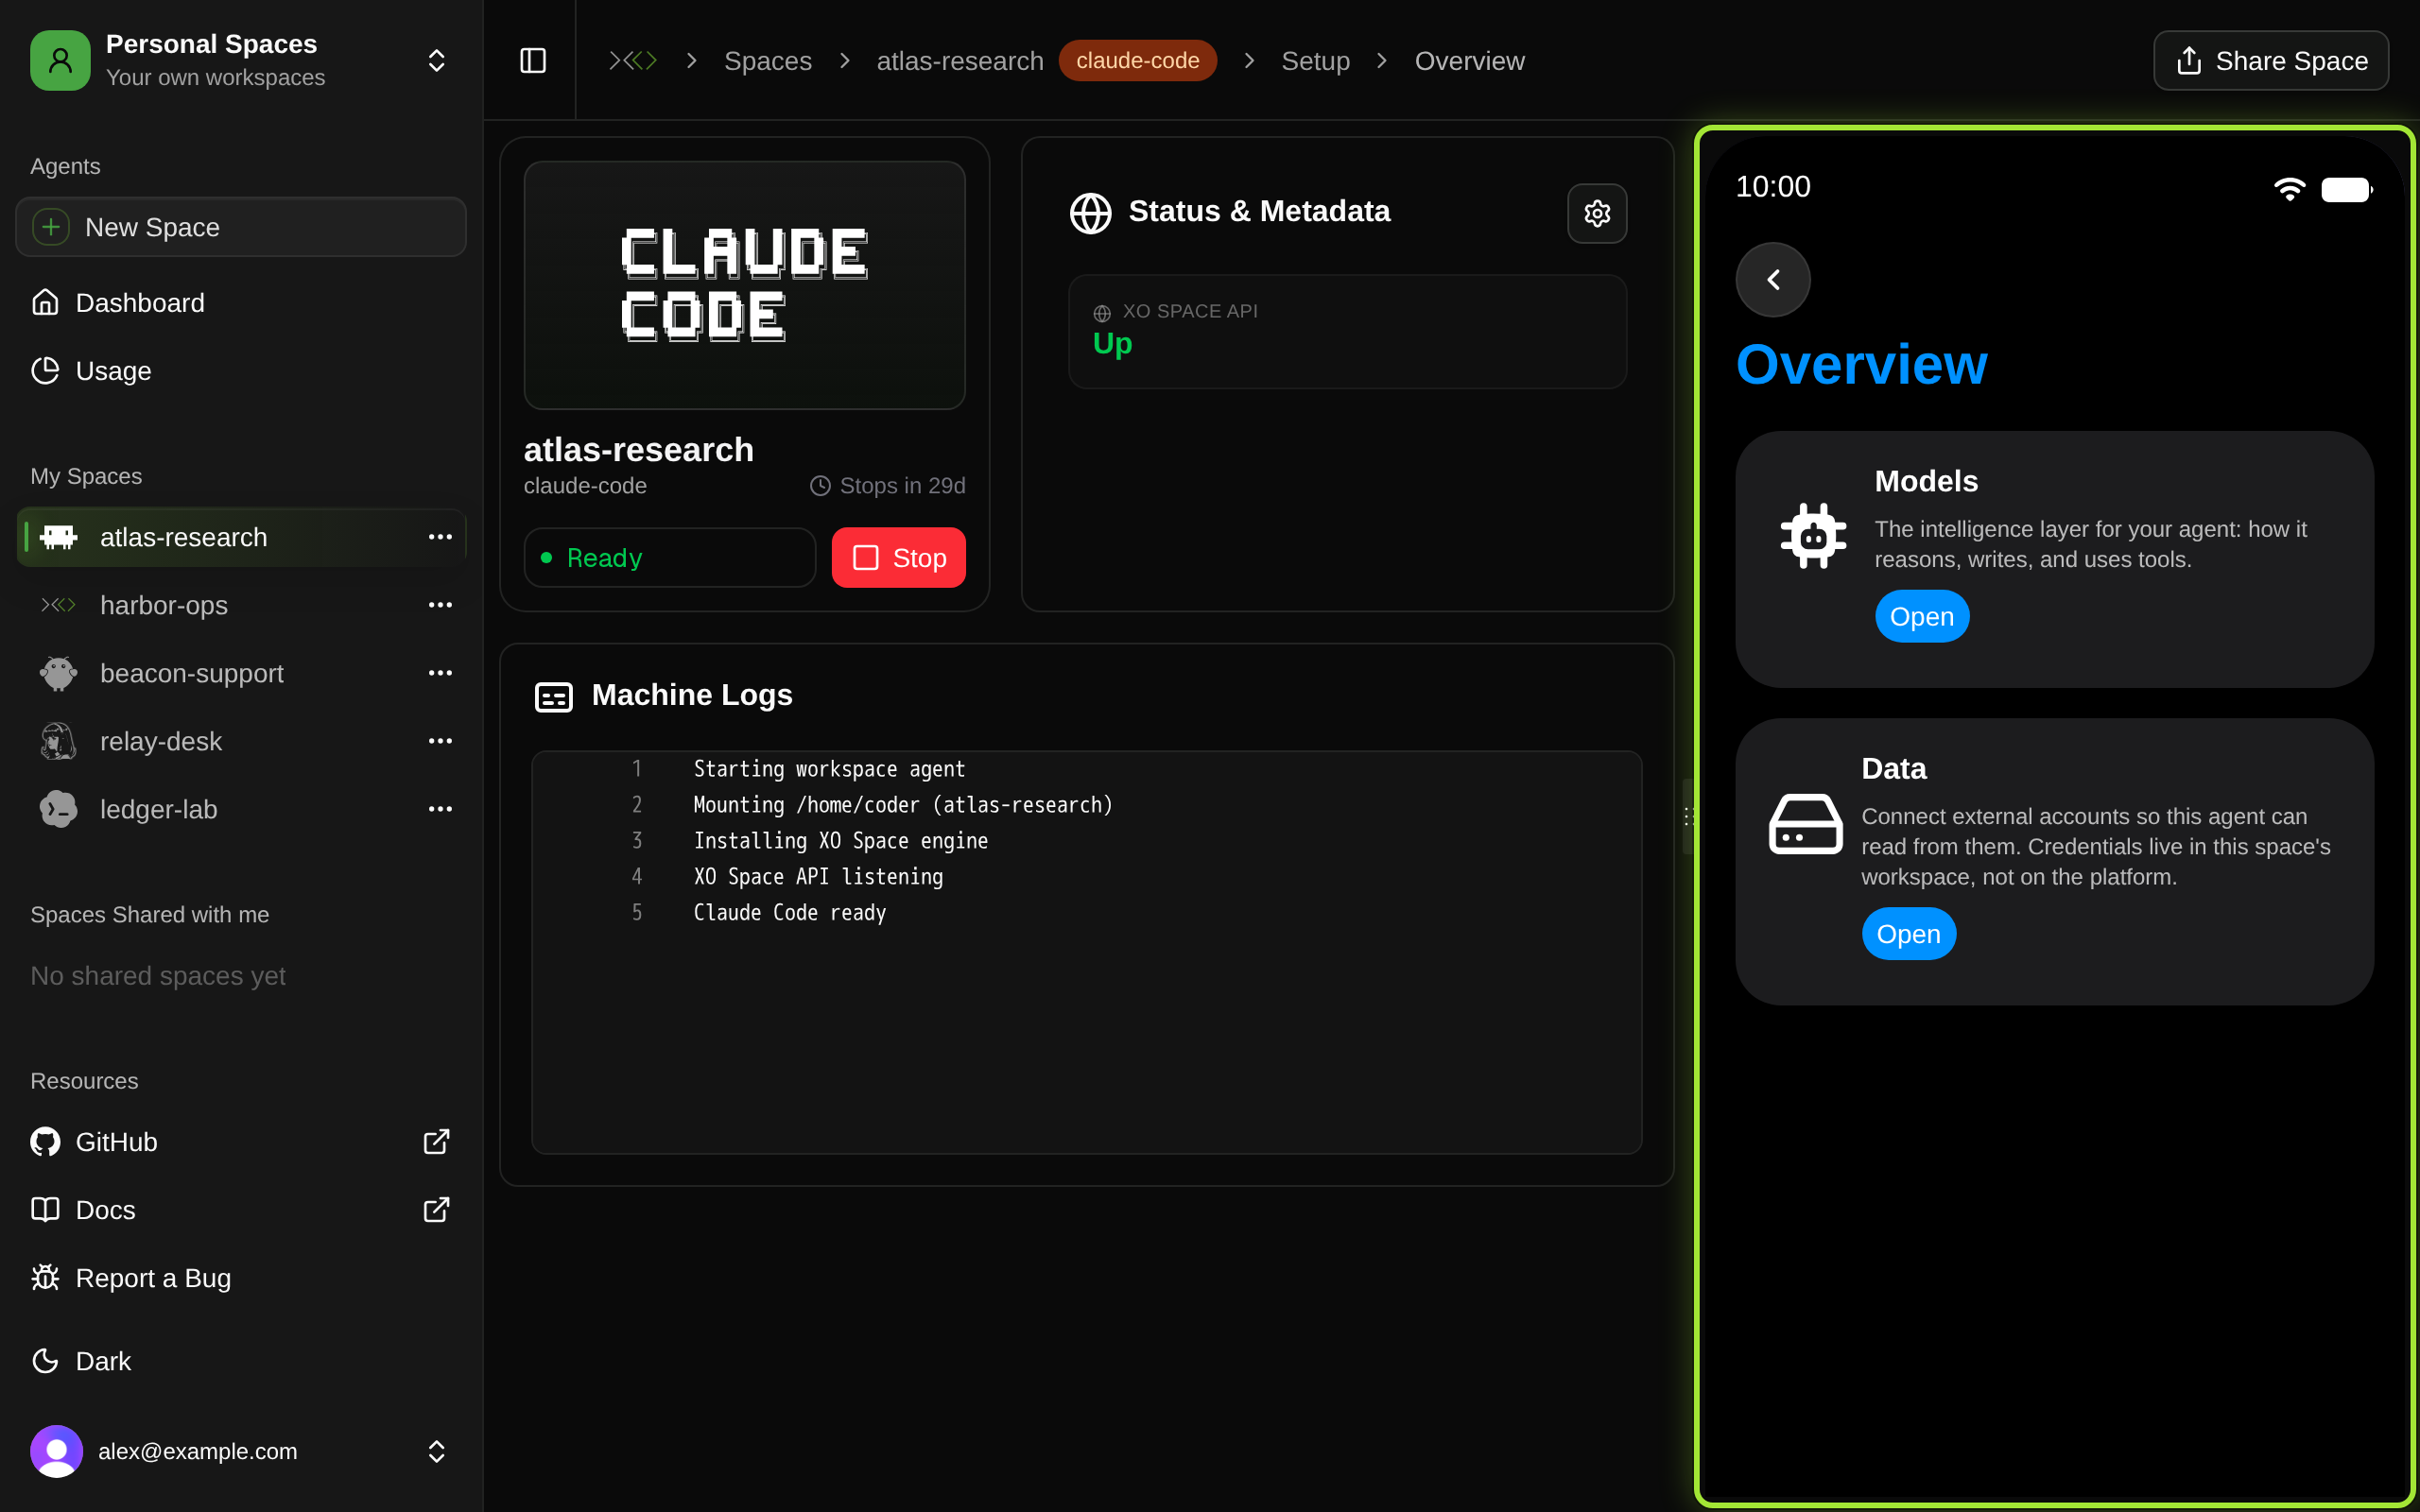 Personal Spaces
Your own workspaces
Agents
New Space
Dashboard
Usage
My Spaces
atlas-research
harbor-ops
beacon-support
relay-desk
ledger-lab
Spaces Shared with me
No shared spaces yet
Resources
GitHub
Docs
Report a Bug
Dark
alex@example.com
Spaces
atlas-research
claude-code
Setup
Overview
Share Space
CLAUDE
CODE
atlas-research
claude-code
Stops in 29d
Ready
Stop
Status & Metadata
XO SPACE API
Up
Machine Logs
1 Starting workspace agent
2 Mounting /home/coder (atlas-research)
3 Installing XO Space engine
4 XO Space API listening
5 Claude Code ready
10:00
Overview
Models
The intelligence layer for your agent: how it
reasons, writes, and uses tools.
Open
Data
Connect external accounts so this agent can
read from them. Credentials live in this space's
workspace, not on the platform.
Open